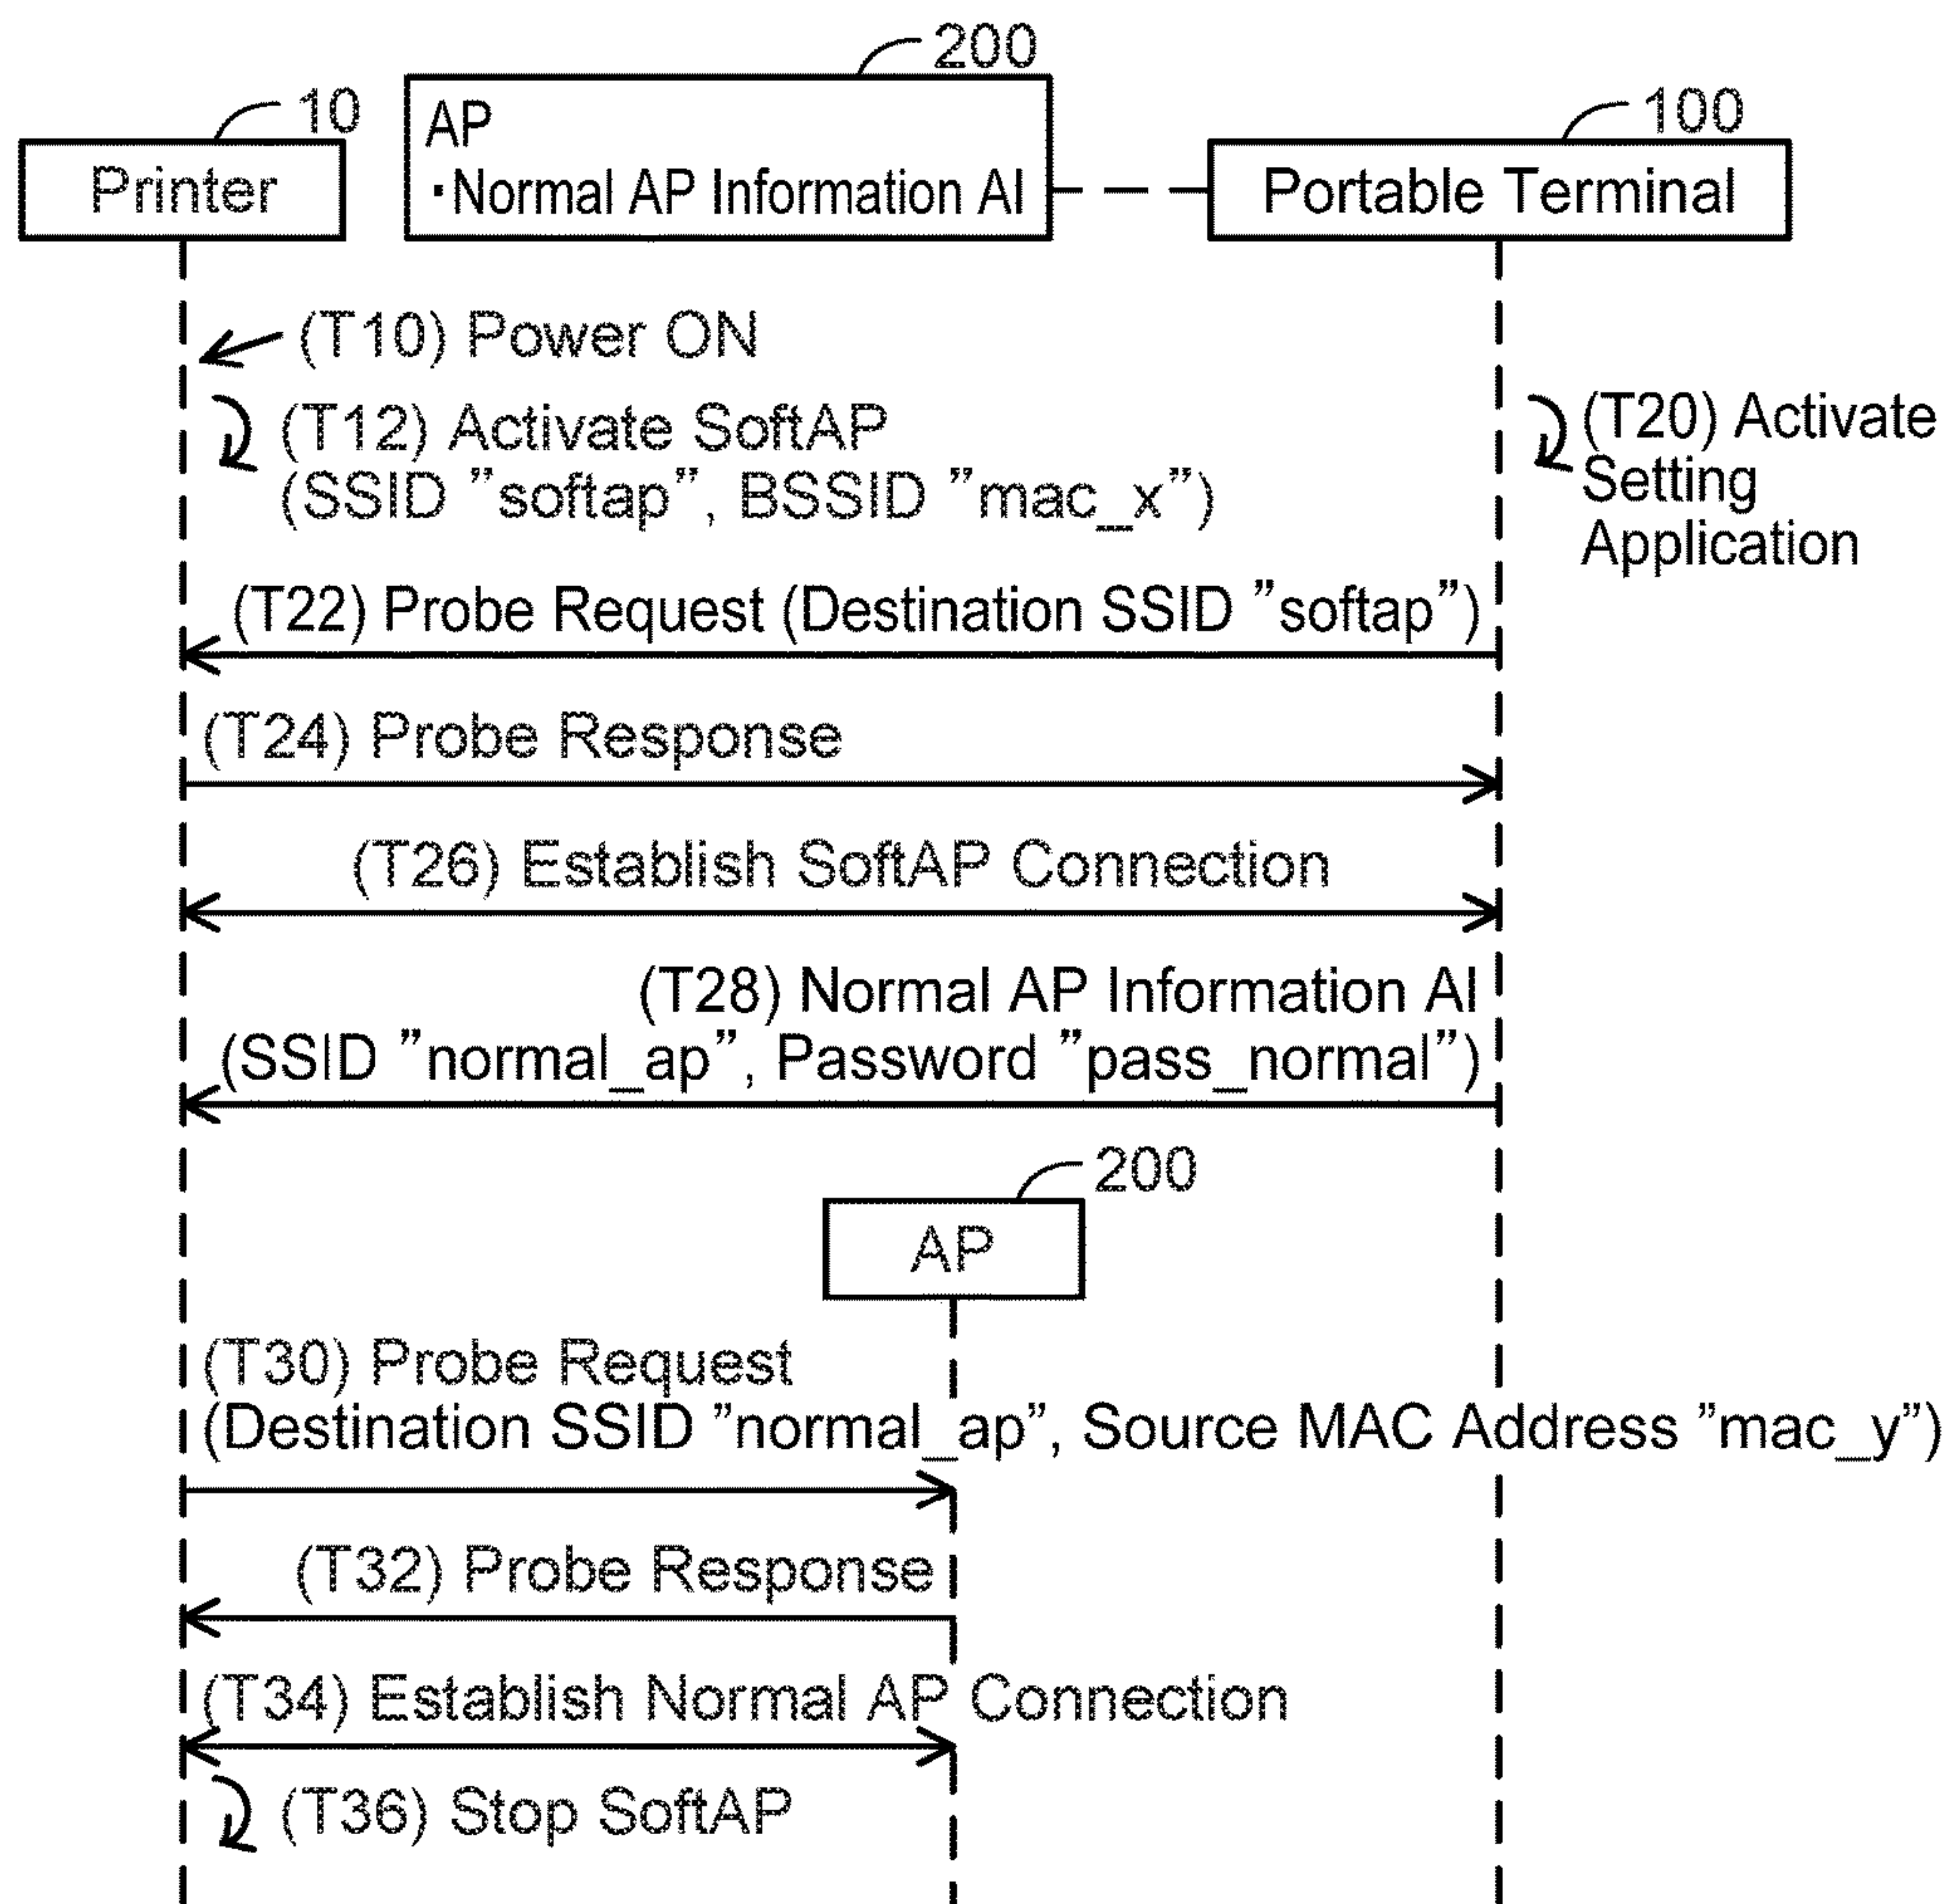 200
10
100
AP
Printer
・Normal AP Information AI
Portable Terminal
(T10) Power ON
(T12) Activate SoftAP
(SSID ”softap”, BSSID ”mac_x”)
(T20) Activate
Setting
Application
(T22) Probe Request (Destination SSID ”softap”)
(T24) Probe Response
(T26) Establish SoftAP Connection
(T28) Normal AP Information AI
(SSID ”normal_ap”, Password ”pass_normal”)
200
AP
(T30) Probe Request
(Destination SSID ”normal_ap”, Source MAC Address ”mac_y”)
(T32) Probe Response
(T34) Establish Normal AP Connection
(T36) Stop SoftAP